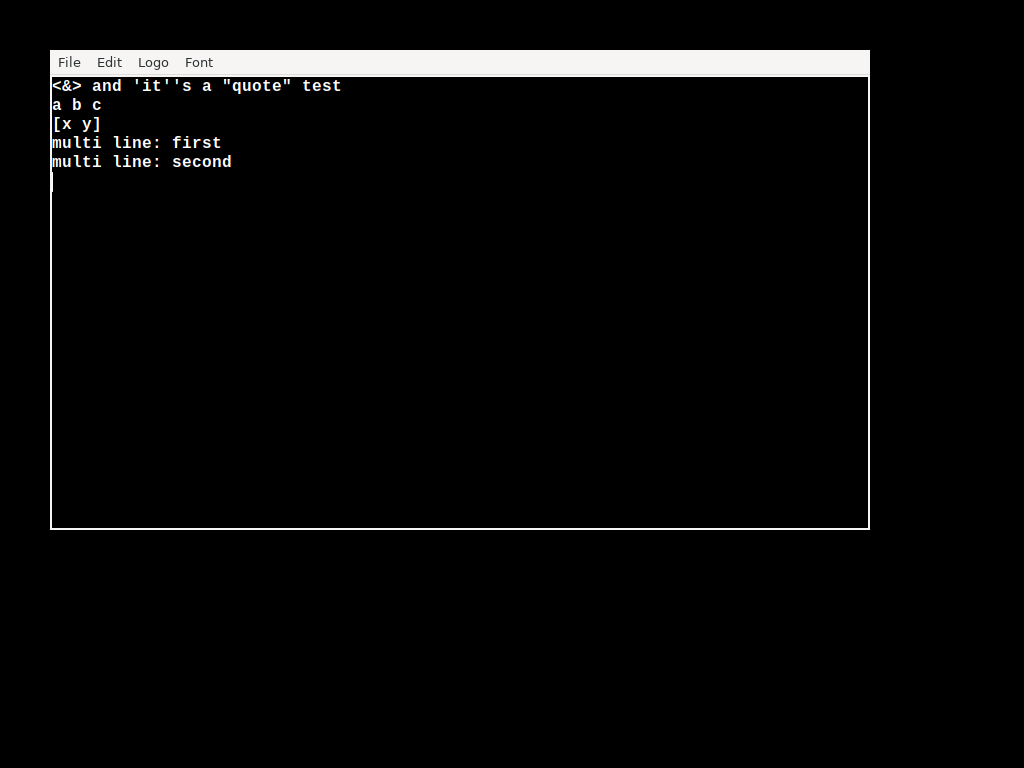 File Edit Logo Font
<&> and 'it''s a "quote" test
a b c
[x y]
multi line: first
multi line: second